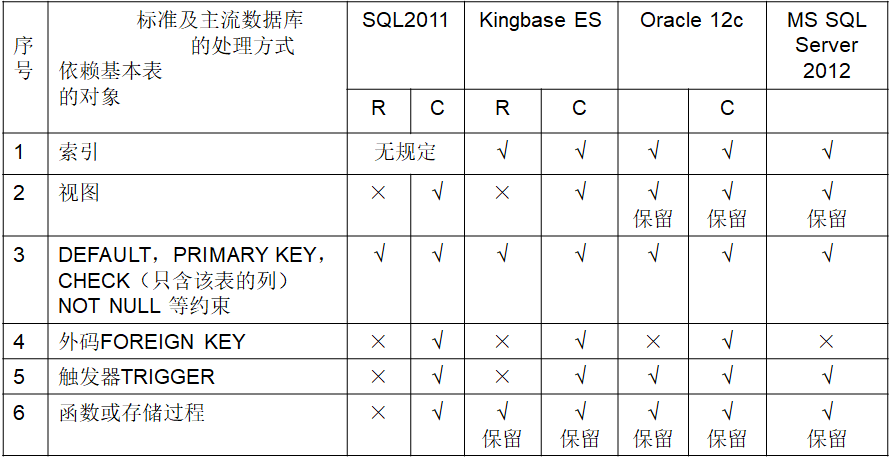 标准及主流数据库 SQL2011 Kingbase ES Oracle 12c MS SQL
序 的处理方式 Server
号 依赖基本表 2012
的对象 R C R C C
1 索引 无规定 √ √ √ √ √
2 视图 × √ × √ √ √ √
保留 保留 保留
3 DEFAULT，PRIMARY KEY， √ √ √ √ √ √ √
CHECK（只含该表的列）
NOT NULL 等约束
4 外码FOREIGN KEY × √ × √ × √ ×
5 触发器TRIGGER × √ × √ √ √ √
6 函数或存储过程 × √ √ √ √ √ √
保留 保留 保留 保留 保留